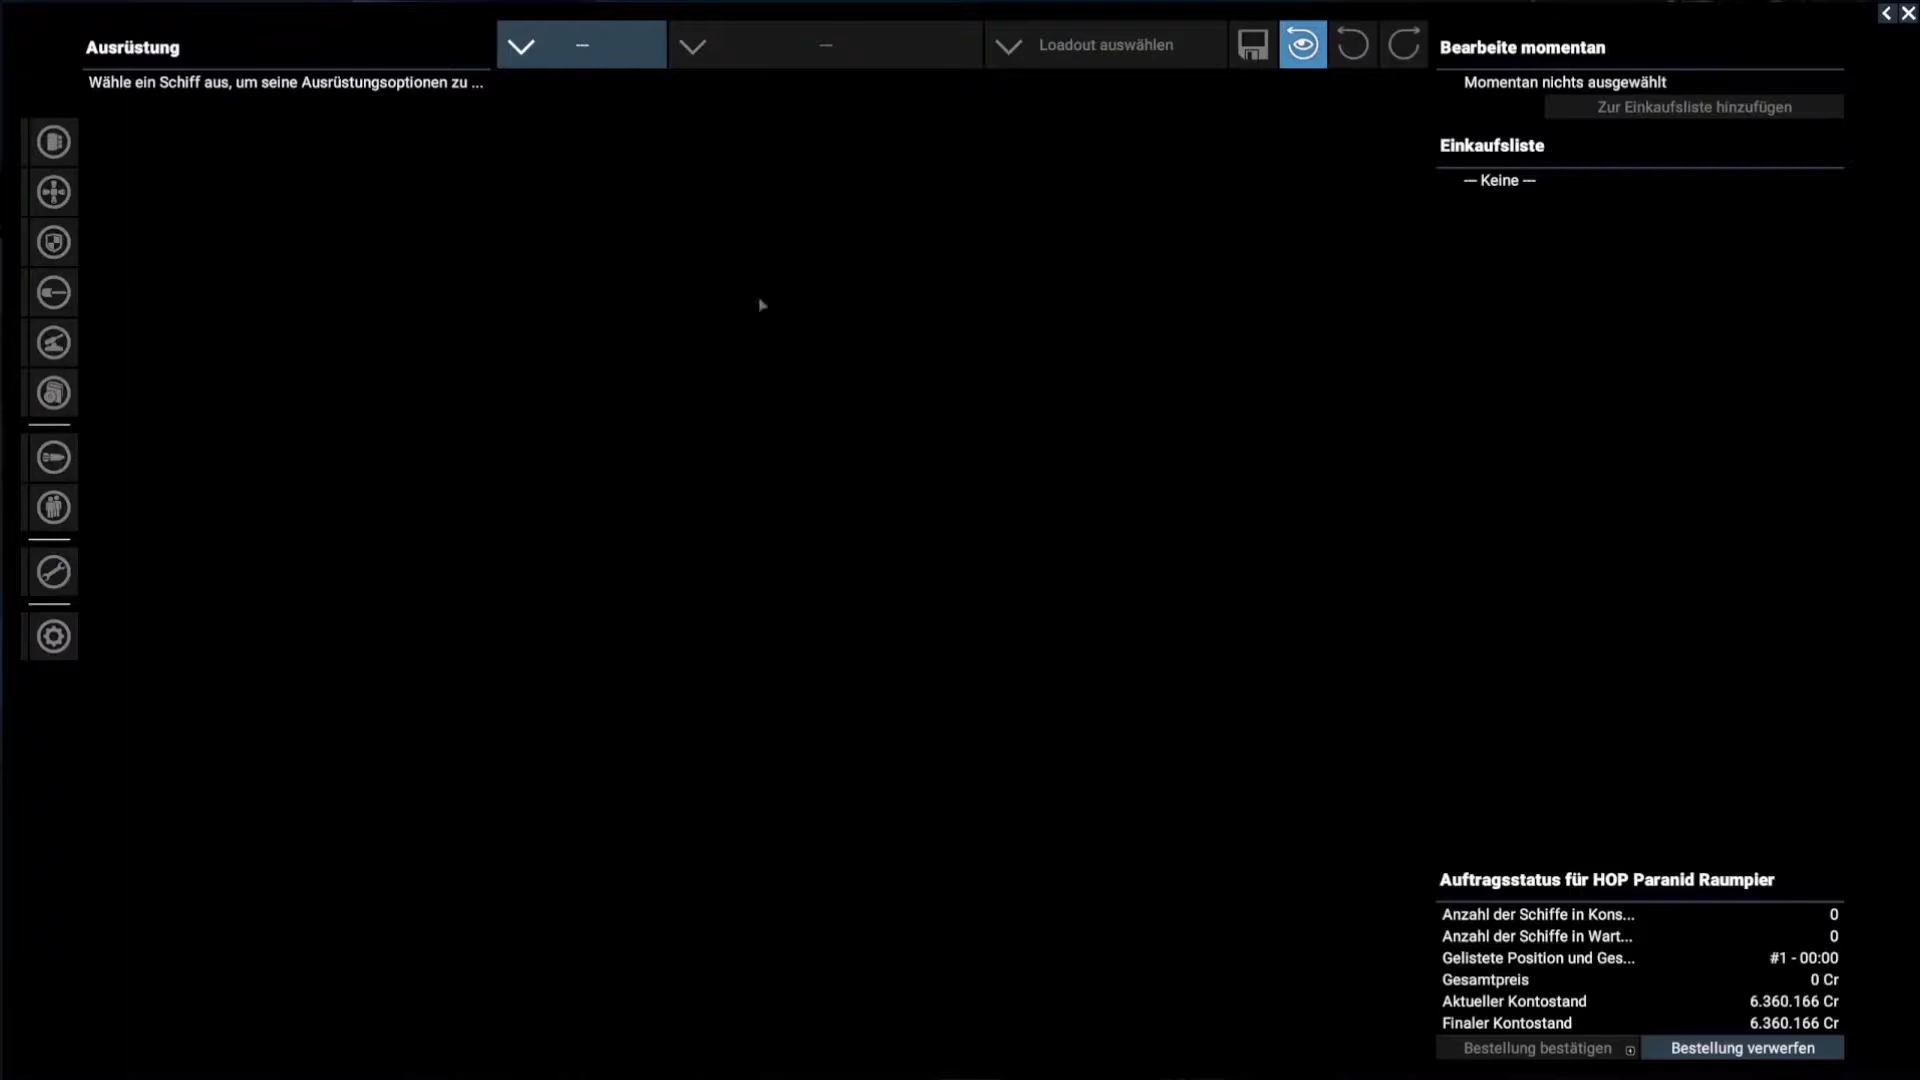 Ausrüstung
Wähle ein Schiff aus, um seine Ausrüstungsoptionen zu ...
---
---
Loadout auswählen
Bearbeite momentan
Momentan nichts ausgewählt
Zur Einkaufsliste hinzufügen
Einkaufsliste
--- Keine ---
Auftragsstatus für HOP Paranid Raumpier
Anzahl der Schiffe in Kons... 0
Anzahl der Schiffe in Wart... 0
Gelistete Position und Ges... #1 - 00:00
Gesamtpreis 0 Cr
Aktueller Kontostand 6.360.166 Cr
Finaler Kontostand 6.360.166 Cr
Bestellung bestätigen
Bestellung verwerfen